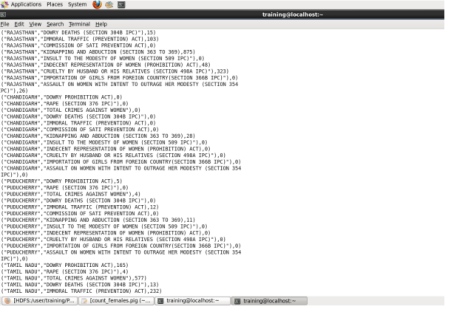 Applications Places System
training@localhost:~
File Edit View Search Terminal Help
("RAJASTHAN","DOWRY DEATHS (SECTION 304B IPC)"),15)
("RAJASTHAN","IMMORAL TRAFFIC (PREVENTION) ACT),103)
("RAJASTHAN","COMMISSION OF SATI PREVENTION ACT),0)
("RAJASTHAN","KIDNAPPING AND ABDUCTION (SECTION 363 TO 369),875)
("RAJASTHAN","INSULT TO THE MODESTY OF WOMEN (SECTION 509 IPC)"),0)
("RAJASTHAN","INDECENT REPRESENTATION OF WOMEN (PROHIBITION) ACT),48)
("RAJASTHAN","CRUELTY BY HUSBAND OR HIS RELATIVES (SECTION 498A IPC)"),323)
("RAJASTHAN","IMPORTATION OF GIRLS FROM FOREIGN COUNTRY(SECTION 366B IPC)"),0)
("RAJASTHAN","ASSAULT ON WOMEN WITH INTENT TO OUTRAGE HER MODESTY (SECTION 354
IPC)"),26)
("CHANDIGARH","DOWRY PROHIBITION ACT),0)
("CHANDIGARH","RAPE (SECTION 376 IPC)"),0)
("CHANDIGARH","TOTAL CRIMES AGAINST WOMEN"),0)
("CHANDIGARH","DOWRY DEATHS (SECTION 304B IPC)"),0)
("CHANDIGARH","IMMORAL TRAFFIC (PREVENTION) ACT),0)
("CHANDIGARH","COMMISSION OF SATI PREVENTION ACT),0)
("CHANDIGARH","KIDNAPPING AND ABDUCTION (SECTION 363 TO 369),28)
("CHANDIGARH","INSULT TO THE MODESTY OF WOMEN (SECTION 509 IPC)"),0)
("CHANDIGARH","INDECENT REPRESENTATION OF WOMEN (PROHIBITION) ACT),0)
("CHANDIGARH","CRUELTY BY HUSBAND OR HIS RELATIVES (SECTION 498A IPC)"),0)
("CHANDIGARH","IMPORTATION OF GIRLS FROM FOREIGN COUNTRY(SECTION 366B IPC)"),0)
("CHANDIGARH","ASSAULT ON WOMEN WITH INTENT TO OUTRAGE HER MODESTY (SECTION 354
IPC)"),0)
("PUDUCHERRY","DOWRY PROHIBITION ACT),5)
("PUDUCHERRY","RAPE (SECTION 376 IPC)"),0)
("PUDUCHERRY","TOTAL CRIMES AGAINST WOMEN"),4)
("PUDUCHERRY","DOWRY DEATHS (SECTION 304B IPC)"),0)
("PUDUCHERRY","IMMORAL TRAFFIC (PREVENTION) ACT),12)
("PUDUCHERRY","COMMISSION OF SATI PREVENTION ACT),0)
("PUDUCHERRY","KIDNAPPING AND ABDUCTION (SECTION 363 TO 369),11)
("PUDUCHERRY","INSULT TO THE MODESTY OF WOMEN (SECTION 509 IPC)"),0)
("PUDUCHERRY","INDECENT REPRESENTATION OF WOMEN (PROHIBITION) ACT),0)
("PUDUCHERRY","CRUELTY BY HUSBAND OR HIS RELATIVES (SECTION 498A IPC)"),0)
("PUDUCHERRY","IMPORTATION OF GIRLS FROM FOREIGN COUNTRY(SECTION 366B IPC)"),0)
("PUDUCHERRY","ASSAULT ON WOMEN WITH INTENT TO OUTRAGE HER MODESTY (SECTION 354
IPC)"),0)
("TAMIL NADU","DOWRY PROHIBITION ACT),165)
("TAMIL NADU","RAPE (SECTION 376 IPC)"),4)
("TAMIL NADU","TOTAL CRIMES AGAINST WOMEN"),577)
("TAMIL NADU","DOWRY DEATHS (SECTION 304B IPC)"),13)
("TAMIL NADU","IMMORAL TRAFFIC (PREVENTION) ACT),232)
[HDFS:/user/training/P... [count_females.pig (~... training@localhost:~ training@localhost:~